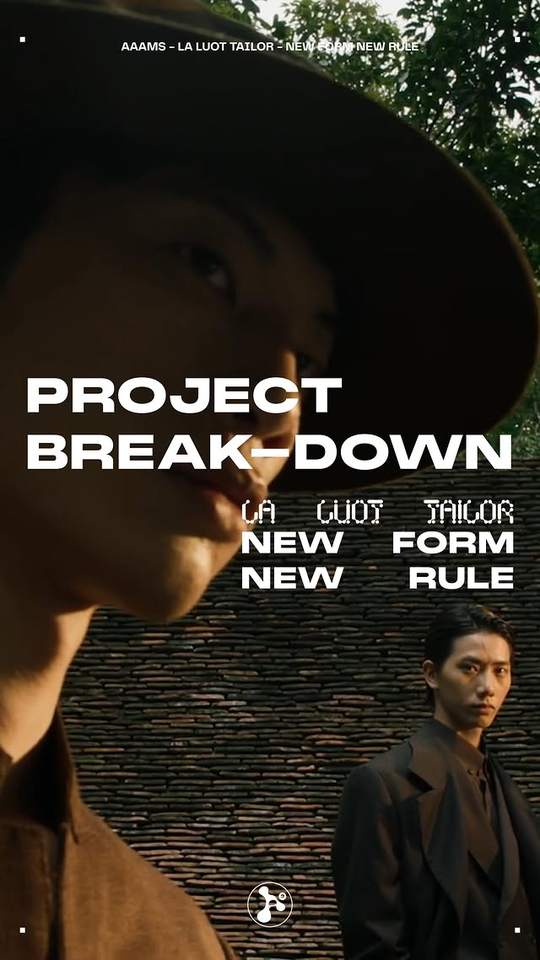 AAAMS – LA LUOT TAILOR – NEW FORM NEW RULE
PROJECT
BREAK—DOWN
LA LUOT TAILOR
NEW FORM
NEW RULE